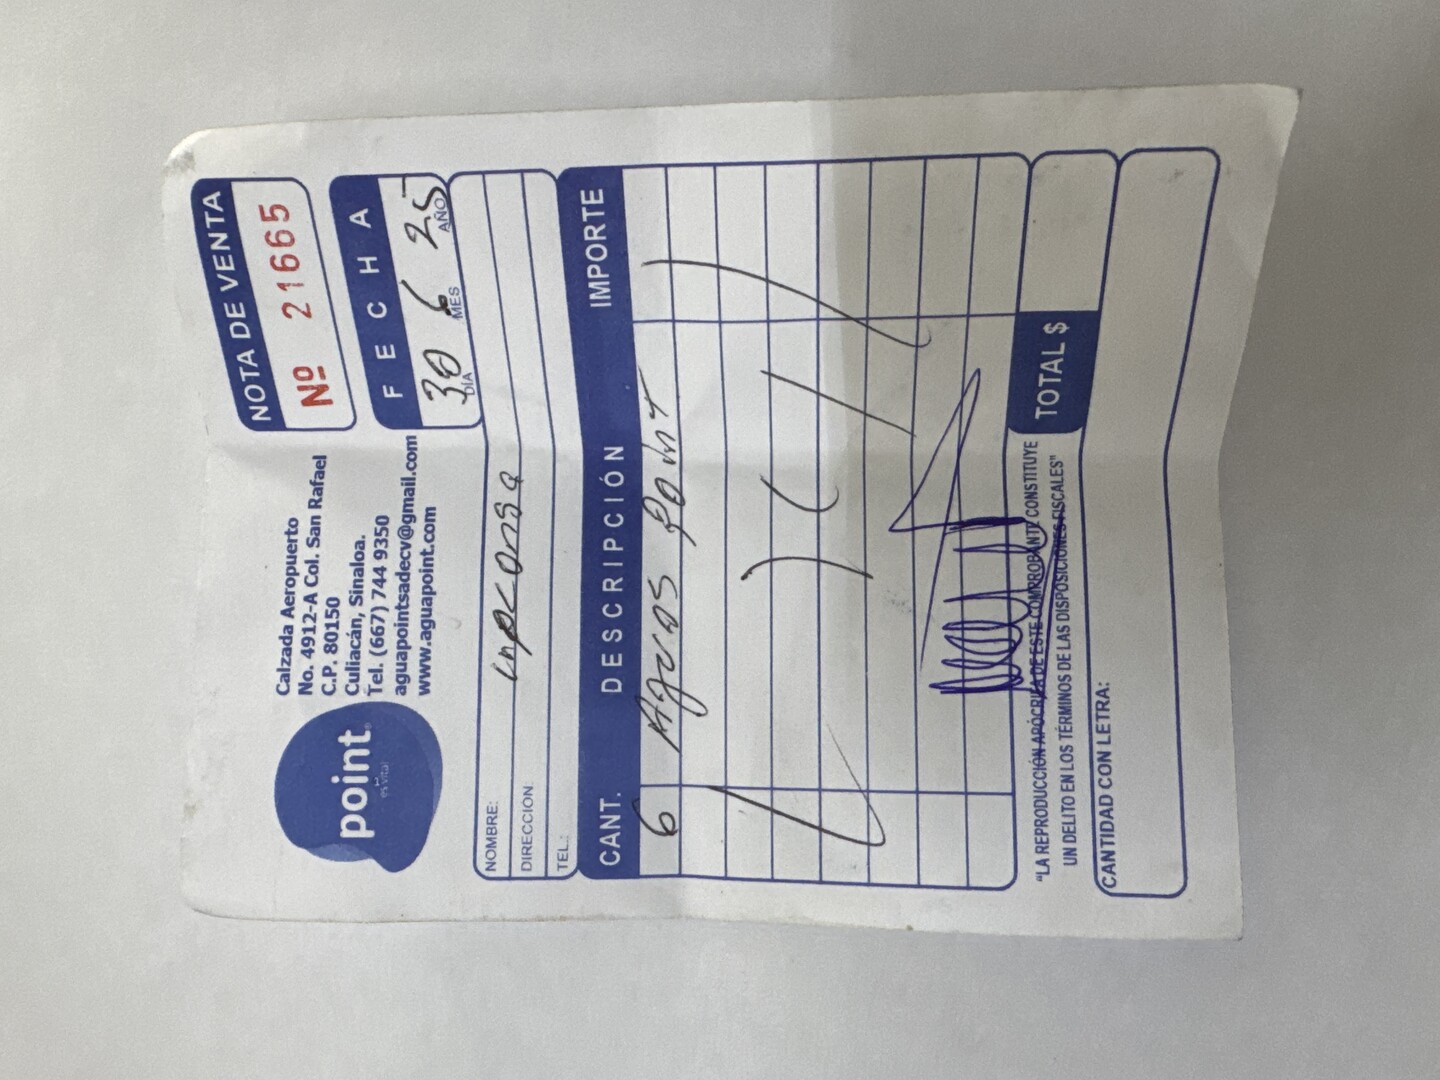 point
es vital
Calzada Aeropuerto
No. 4912-A Col. San Rafael
C.P. 80150
Culiacán, Sinaloa.
Tel. (667) 744 9350
aguapointsadecv@gmail.com
www.aguapoint.com
NOTA DE VENTA
Nº 21665
FECHA
30 6 25
DÍA MES AÑO
NOMBRE:
DIRECCIÓN:
TEL.:
CANT. DESCRIPCIÓN IMPORTE
6 Aguas Point
"LA REPRODUCCIÓN APÓCRIFA DE ESTE COMPROBANTE CONSTITUYE
UN DELITO EN LOS TÉRMINOS DE LAS DISPOSICIONES FISCALES"
TOTAL $
CANTIDAD CON LETRA: